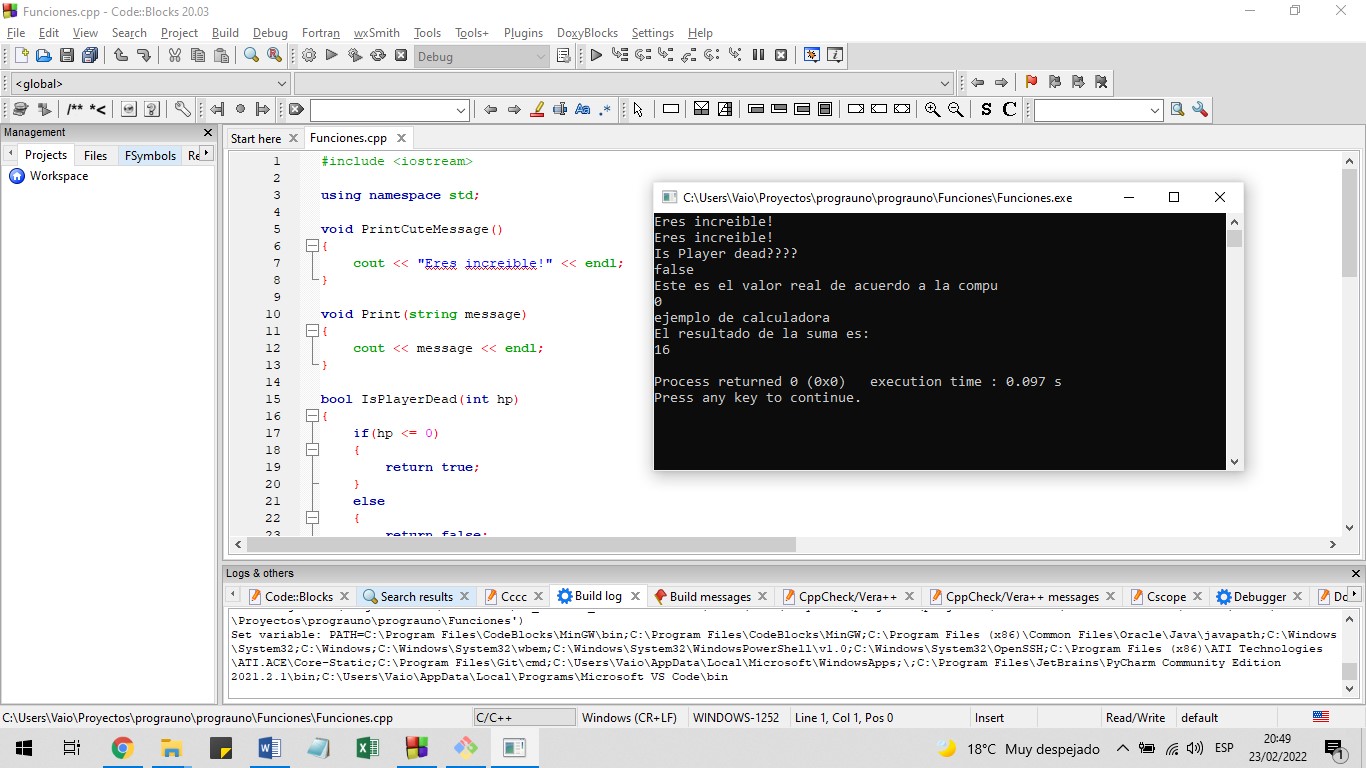 Funciones.cpp - Code::Blocks 20.03
File Edit View Search Project Build Debug Fortran wxSmith Tools Tools+ Plugins DoxyBlocks Settings Help
Debug
<global>
/** *<
Aa .*
S C
Management
Projects Files FSymbols Re
Workspace
Start here Funciones.cpp
1 #include <iostream>
2
3 using namespace std;
4
5 void PrintCuteMessage()
6 {
7 cout << "Eres increible!" << endl;
8 }
9
10 void Print(string message)
11 {
12 cout << message << endl;
13 }
14
15 bool IsPlayerDead(int hp)
16 {
17 if(hp <= 0)
18 {
19 return true;
20 }
21 else
22 {
23 return false;
C:\Users\Vaio\Proyectos\prograuno\prograuno\Funciones\Funciones.exe
Eres increible!
Eres increible!
Is Player dead????
false
Este es el valor real de acuerdo a la compu
0
ejemplo de calculadora
El resultado de la suma es:
16
Process returned 0 (0x0)   execution time : 0.097 s
Press any key to continue.
Logs & others
Code::Blocks Search results Cccc Build log Build messages CppCheck/Vera++ CppCheck/Vera++ messages Cscope Debugger Dc
\Proyectos\prograuno\prograuno\Funciones')
Set variable: PATH=C:\Program Files\CodeBlocks\MinGW\bin;C:\Program Files\CodeBlocks\MinGW;C:\Program Files (x86)\Common Files\Oracle\Java\javapath;C:\Windows
\System32;C:\Windows;C:\Windows\System32\wbem;C:\Windows\System32\WindowsPowerShell\v1.0;C:\Windows\System32\OpenSSH;C:\Program Files (x86)\ATI Technologies
\ATI.ACE\Core-Static;C:\Program Files\Git\cmd;C:\Users\Vaio\AppData\Local\Microsoft\WindowsApps;\;C:\Program Files\JetBrains\PyCharm Community Edition
2021.2.1\bin;C:\Users\Vaio\AppData\Local\Programs\Microsoft VS Code\bin
C:\Users\Vaio\Proyectos\prograuno\prograuno\Funciones\Funciones.cpp C/C++ Windows (CR+LF) WINDOWS-1252 Line 1, Col 1, Pos 0 Insert Read/Write default
18°C Muy despejado ESP 20:49
23/02/2022 1